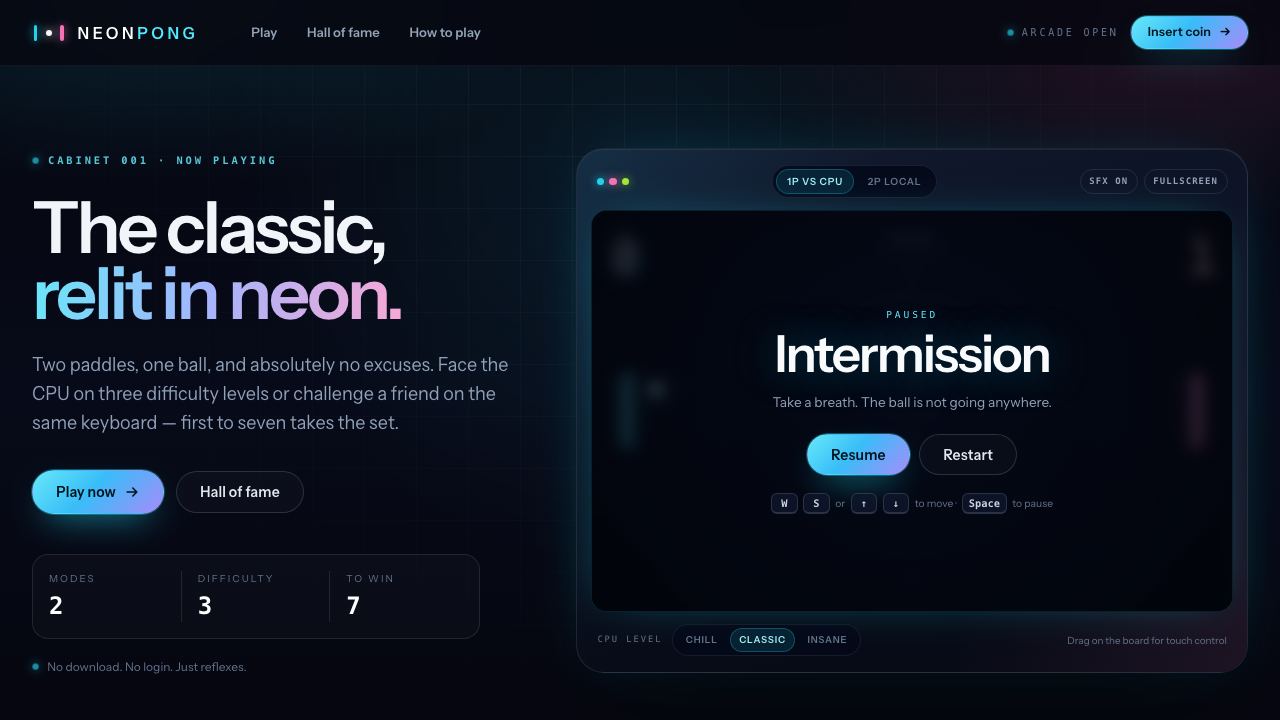 NEONPONG
Play
Hall of fame
How to play
ARCADE OPEN
Insert coin →
CABINET 001 · NOW PLAYING
The classic,
relit in neon.
Two paddles, one ball, and absolutely no excuses. Face the
CPU on three difficulty levels or challenge a friend on the
same keyboard — first to seven takes the set.
Play now →
Hall of fame
MODES
2
DIFFICULTY
3
TO WIN
7
No download. No login. Just reflexes.
1P VS CPU
2P LOCAL
SFX ON
FULLSCREEN
PAUSED
Intermission
Take a breath. The ball is not going anywhere.
Resume
Restart
W S or ↑ ↓ to move · Space to pause
CPU LEVEL
CHILL
CLASSIC
INSANE
Drag on the board for touch control